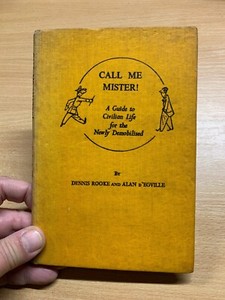 CALL ME
MISTER!
A Guide to
Civilian Life
for the
Newly Demobilised
BY
DENNIS ROOKE AND ALAN D'EGVILLE